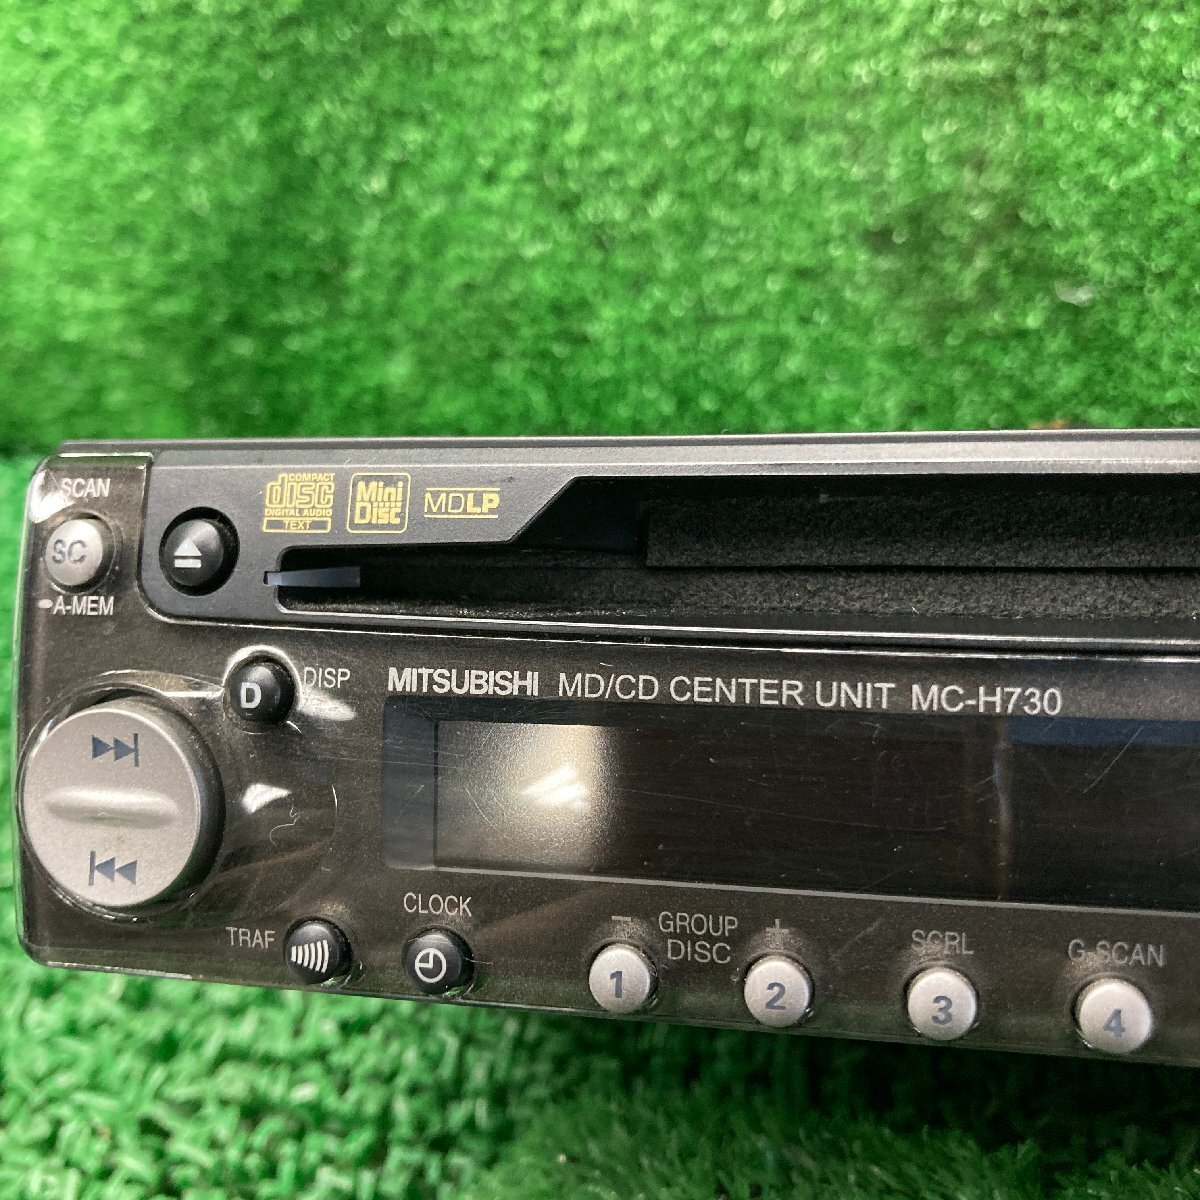 SCAN
SC
A-MEM
COMPACT
disc
DIGITAL AUDIO
TEXT
Mini
Disc
MDLP
D
DISP
MITSUBISHI MD/CD CENTER UNIT MC-H730
TRAF
CLOCK
− GROUP +
DISC
SCRL
G.SCAN
1
2
3
4